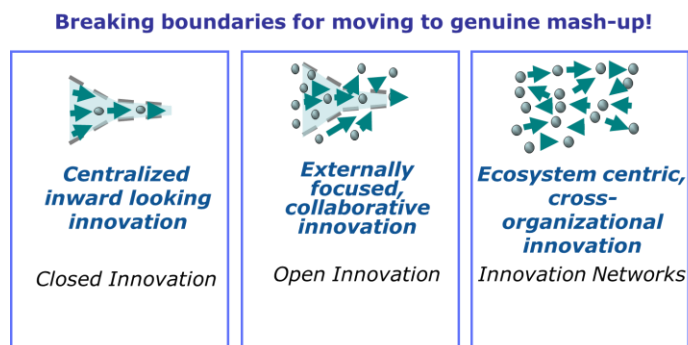 Breaking boundaries for moving to genuine mash-up!
Centralized
inward looking
innovation
Closed Innovation
Externally
focused,
collaborative
innovation
Open Innovation
Ecosystem centric,
cross-
organizational
innovation
Innovation Networks